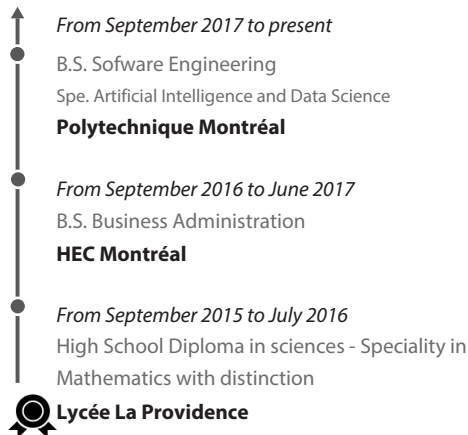 From September 2017 to present
B.S. Sofware Engineering
Spe. Artificial Intelligence and Data Science
Polytechnique Montréal
From September 2016 to June 2017
B.S. Business Administration
HEC Montréal
From September 2015 to July 2016
High School Diploma in sciences - Speciality in
Mathematics with distinction
Lycée La Providence